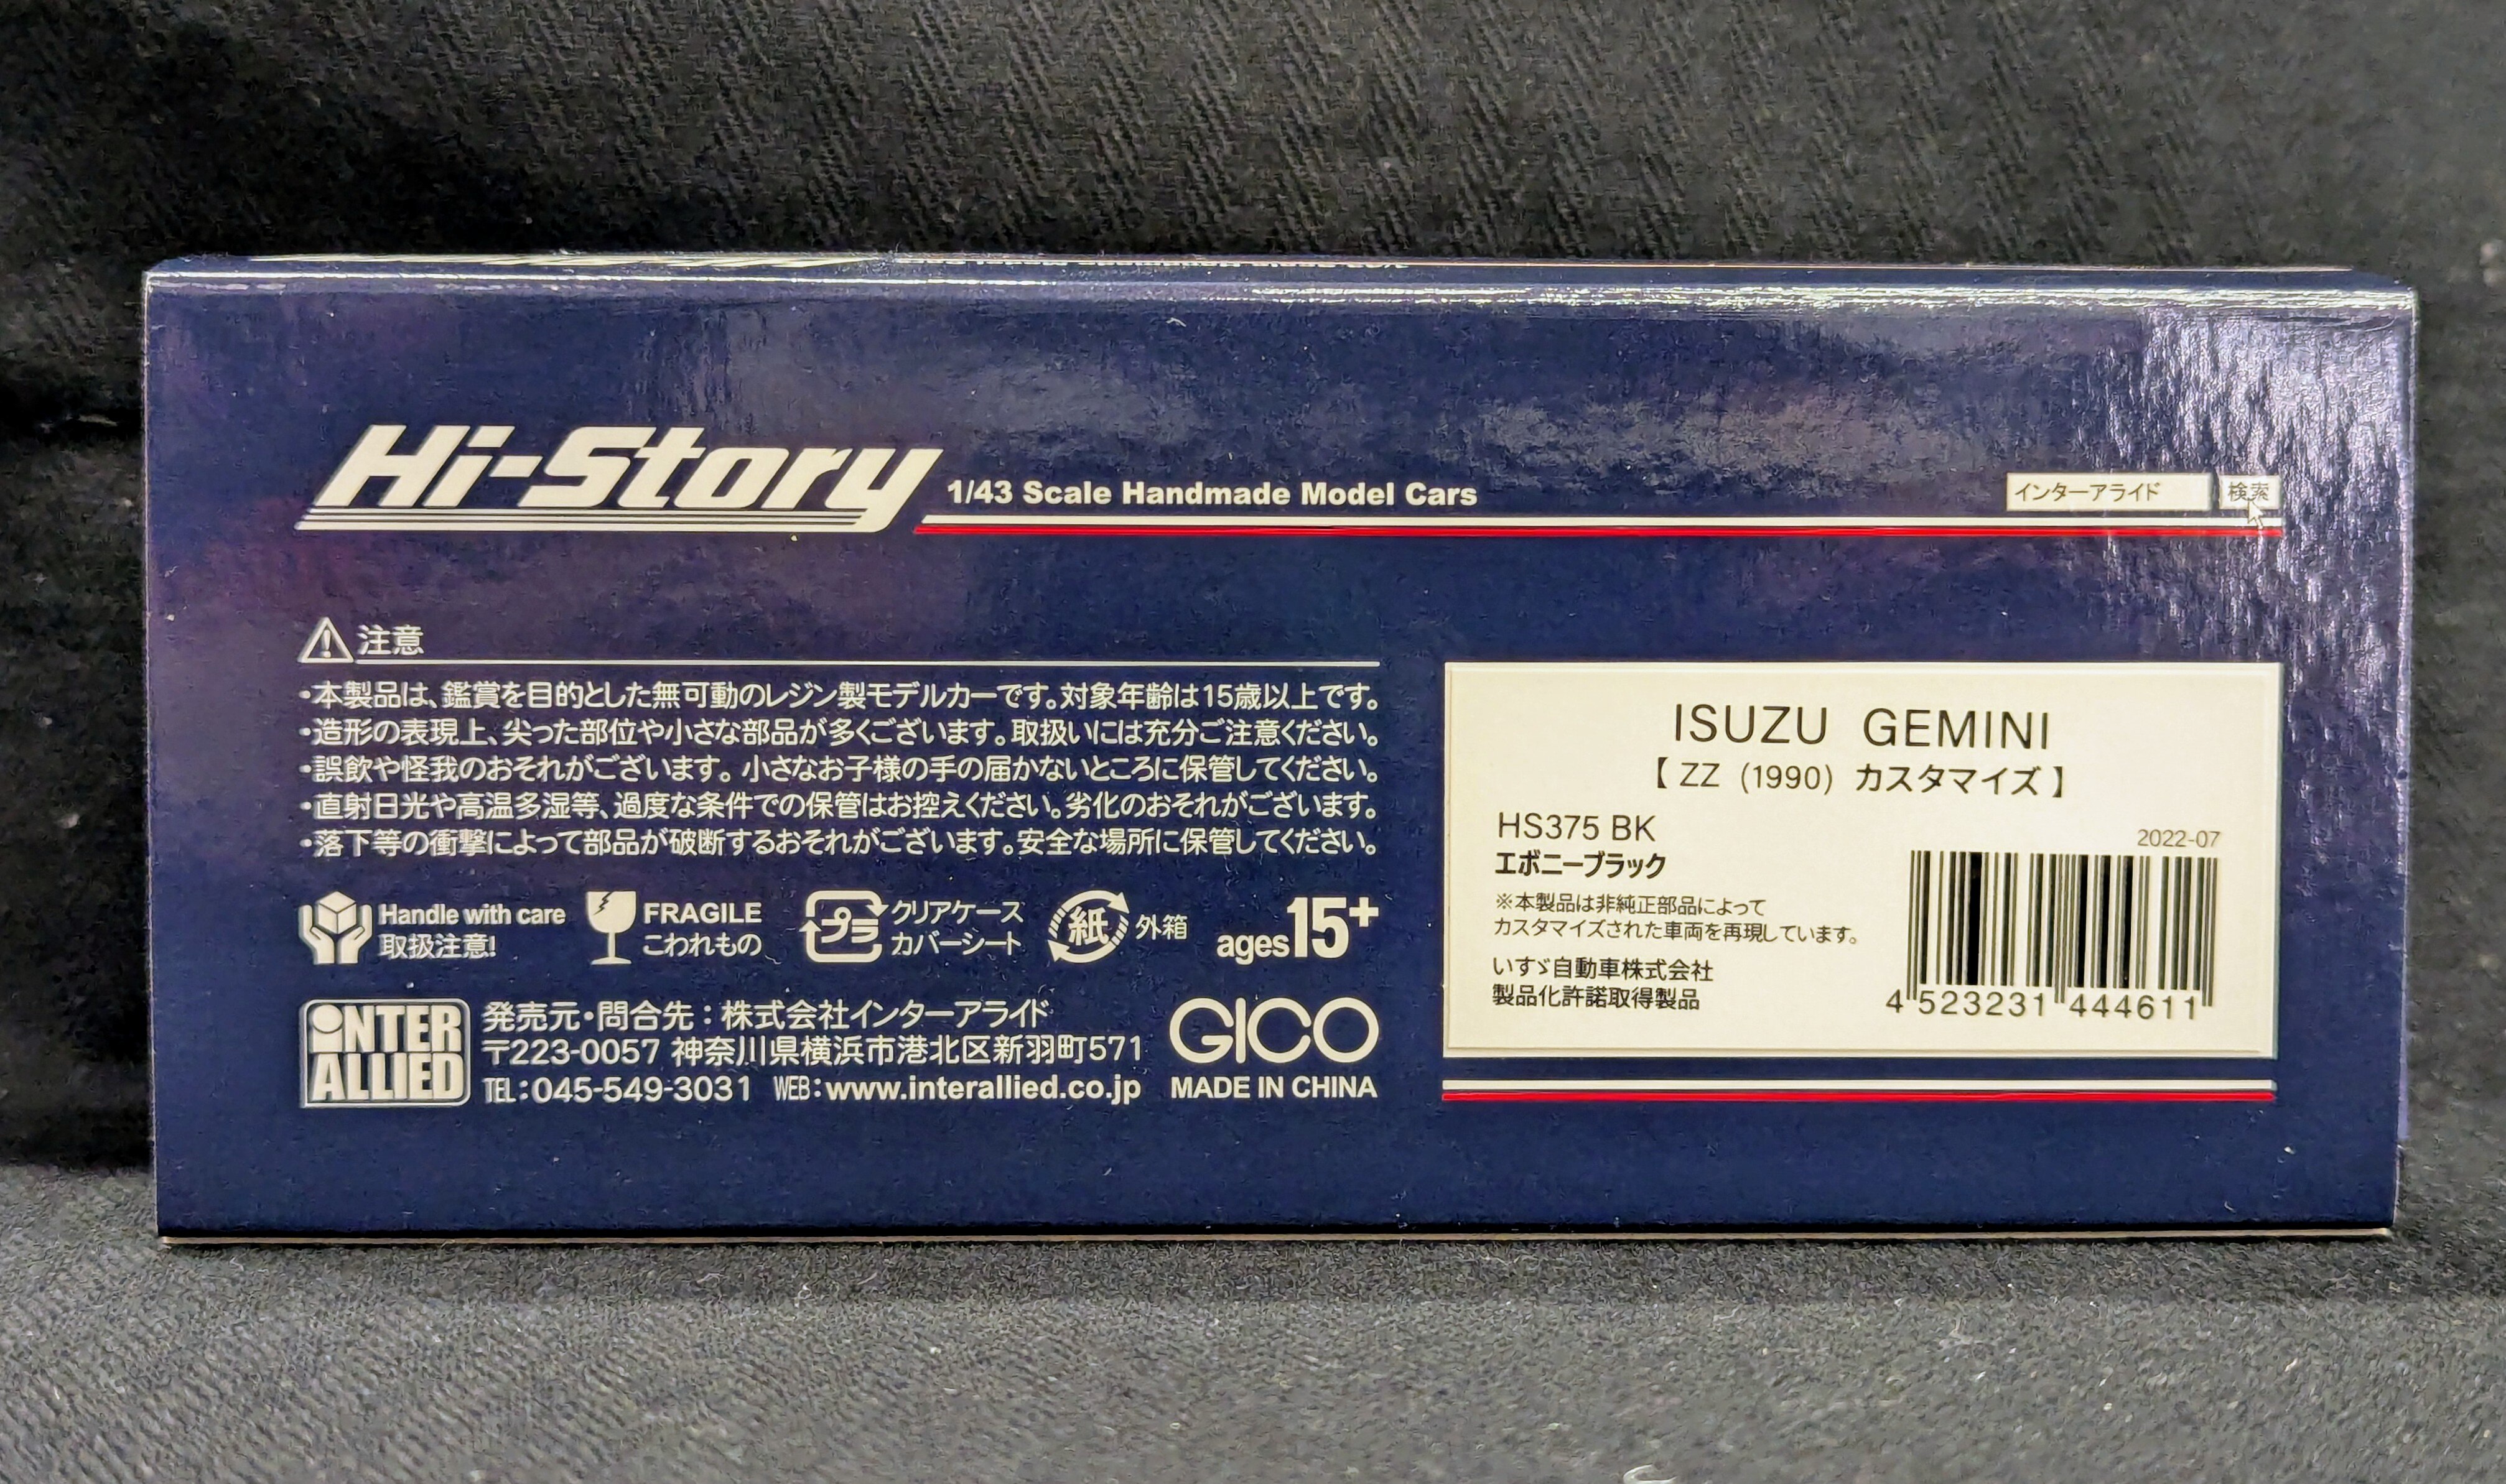 Hi-Story
1/43 Scale Handmade Model Cars
インターアライド 検索
注意
・本製品は、鑑賞を目的とした無可動のレジン製モデルカーです。対象年齢は15歳以上です。
・造形の表現上、尖った部位や小さな部品が多くございます。取扱いには充分ご注意ください。
・誤飲や怪我のおそれがございます。小さなお子様の手の届かないところに保管してください。
・直射日光や高温多湿等、過度な条件での保管はお控えください。劣化のおそれがございます。
・落下等の衝撃によって部品が破断するおそれがございます。安全な場所に保管してください。
Handle with care
取扱注意!
FRAGILE
こわれもの
プラ
クリアケース
カバーシート
紙
外箱
ages15+
INTER
ALLIED
発売元・問合先：株式会社インターアライド
〒223-0057 神奈川県横浜市港北区新羽町571
TEL:045-549-3031 WEB:www.interallied.co.jp
GICO
MADE IN CHINA
ISUZU GEMINI
【 ZZ (1990) カスタマイズ 】
HS375 BK
エボニーブラック
2022-07
※本製品は非純正部品によって
カスタマイズされた車両を再現しています。
いすゞ自動車株式会社
製品化許諾取得製品
4 523231 444611